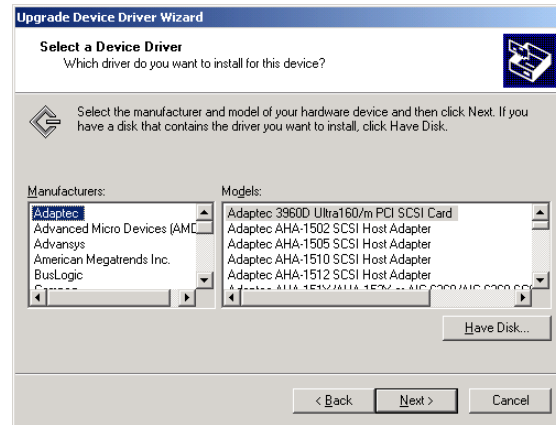 Upgrade Device Driver Wizard
Select a Device Driver
Which driver do you want to install for this device?
Select the manufacturer and model of your hardware device and then click Next. If you
have a disk that contains the driver you want to install, click Have Disk.
Manufacturers:
Adaptec
Advanced Micro Devices (AMD
Advansys
American Megatrends Inc.
BusLogic
Models:
Adaptec 3960D Ultra160/m PCI SCSI Card
Adaptec AHA-1502 SCSI Host Adapter
Adaptec AHA-1505 SCSI Host Adapter
Adaptec AHA-1510 SCSI Host Adapter
Adaptec AHA-1512 SCSI Host Adapter
Have Disk...
< Back
Next >
Cancel